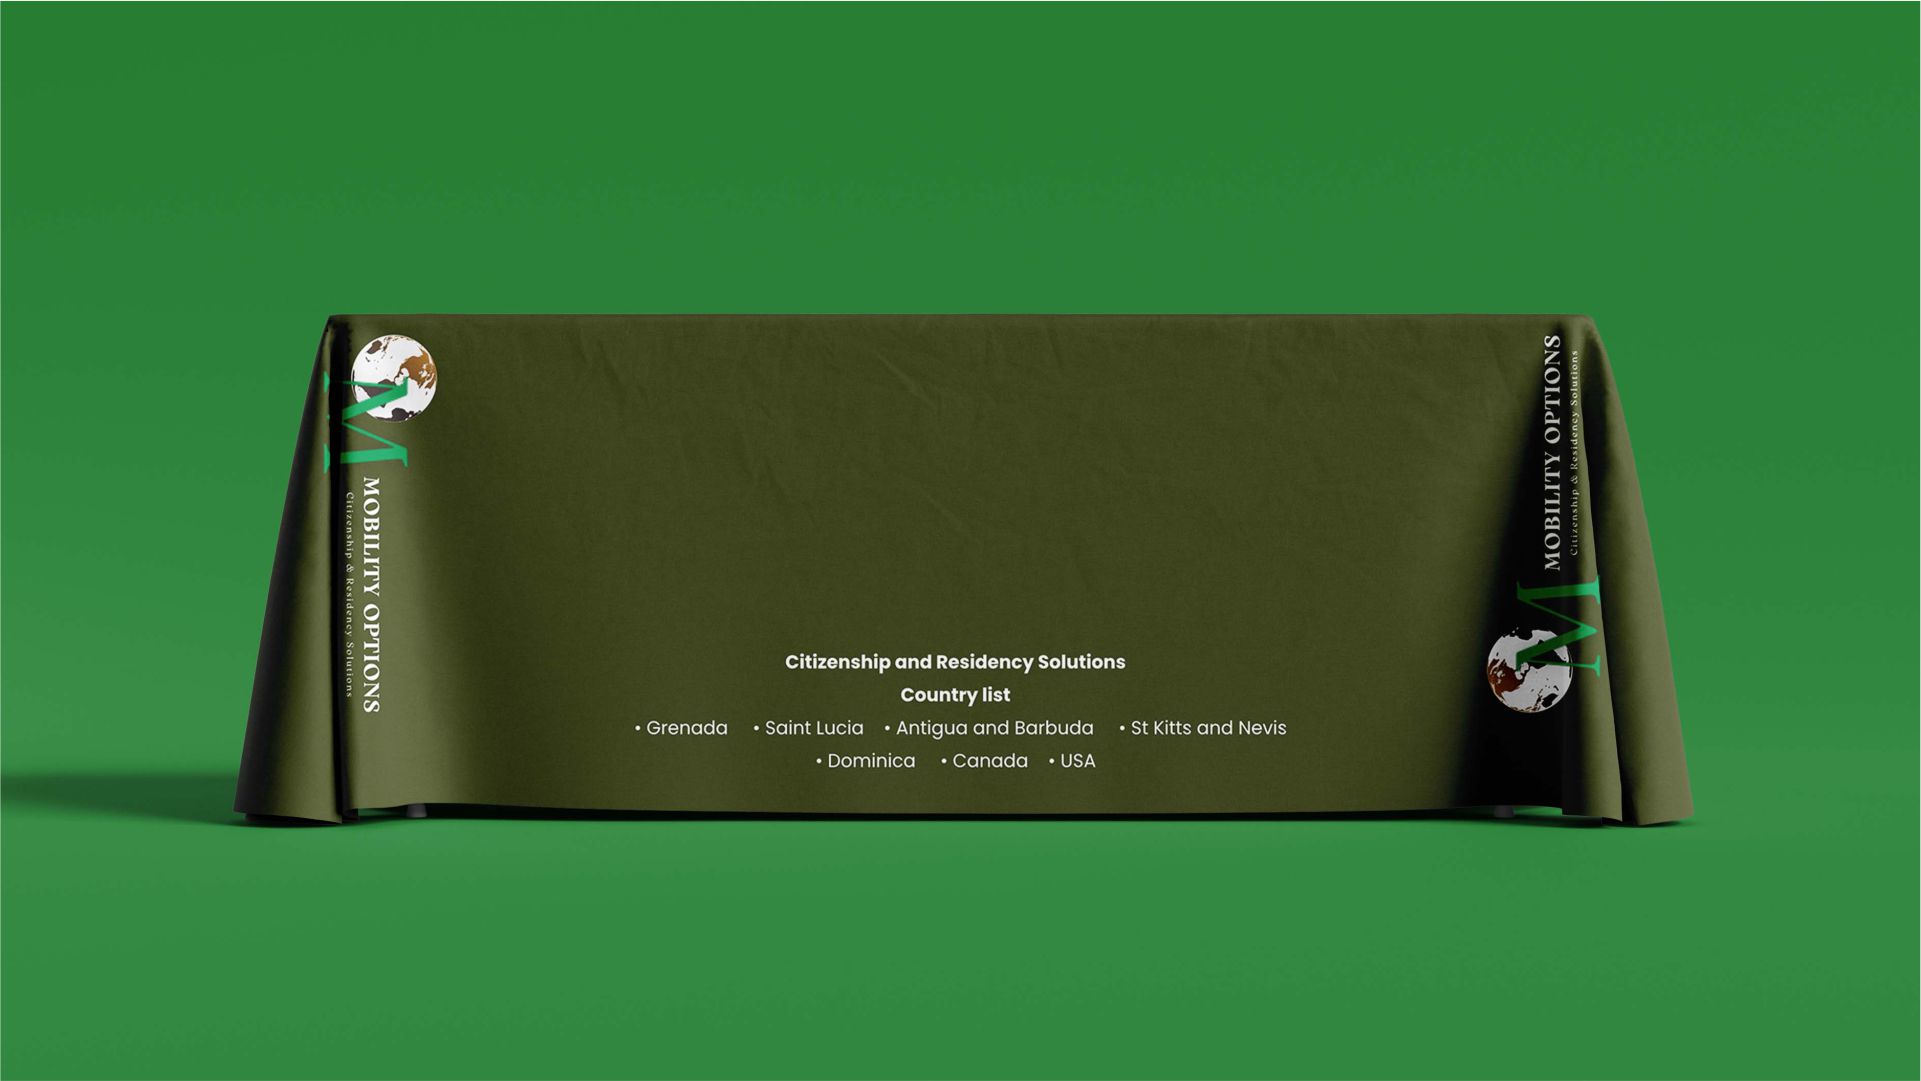 M
MOBILITY OPTIONS
Citizenship & Residency Solutions
Citizenship and Residency Solutions
Country list
• Grenada • Saint Lucia • Antigua and Barbuda • St Kitts and Nevis
• Dominica • Canada • USA
M
MOBILITY OPTIONS
Citizenship & Residency Solutions